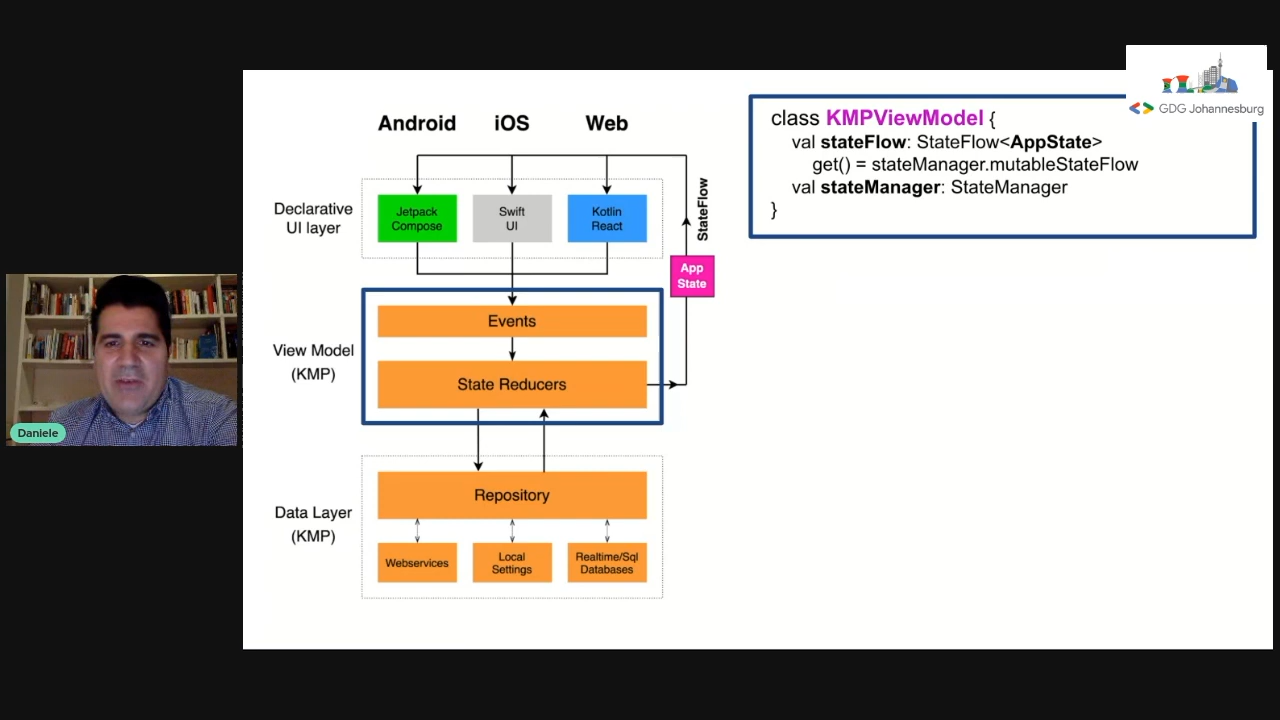 GDG Johannesburg
Android iOS Web
class KMPViewModel {
val stateFlow: StateFlow<AppState>
get() = stateManager.mutableStateFlow
val stateManager: StateManager
}
Declarative
UI layer
Jetpack
Compose
Swift
UI
Kotlin
React
StateFlow
App
State
View Model
(KMP)
Events
State Reducers
Data Layer
(KMP)
Repository
Webservices
Local
Settings
Realtime/Sql
Databases
Daniele